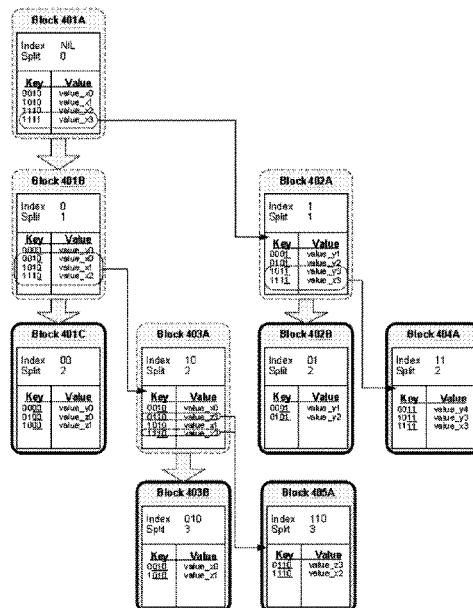 Block 401A
Index NIL
Split 0
Key Value
0010 value_x0
1010 value_x1
1110 value_x2
1111 value_x3
Block 401B
Index 0
Split 1
Key Value
0000 value_y0
0010 value_x0
1010 value_x1
1110 value_x2
Block 402A
Index 1
Split 1
Key Value
0001 value_y1
0101 value_y2
1011 value_y3
1111 value_x3
Block 401C
Index 00
Split 2
Key Value
0000 value_y0
0100 value_z0
1000 value_z1
Block 403A
Index 10
Split 2
Key Value
0010 value_x0
0110 value_z3
1010 value_x1
1110
Block 402B
Index 01
Split 2
Key Value
0001 value_y1
0101 value_y2
Block 404A
Index 11
Split 2
Key Value
0011 value_y4
1011 value_y3
1111 value_x3
Block 403B
Index 010
Split 3
Key Value
0010 value_x0
1010 value_x1
Block 405A
Index 110
Split 3
Key Value
0110 value_z3
1110 value_x2